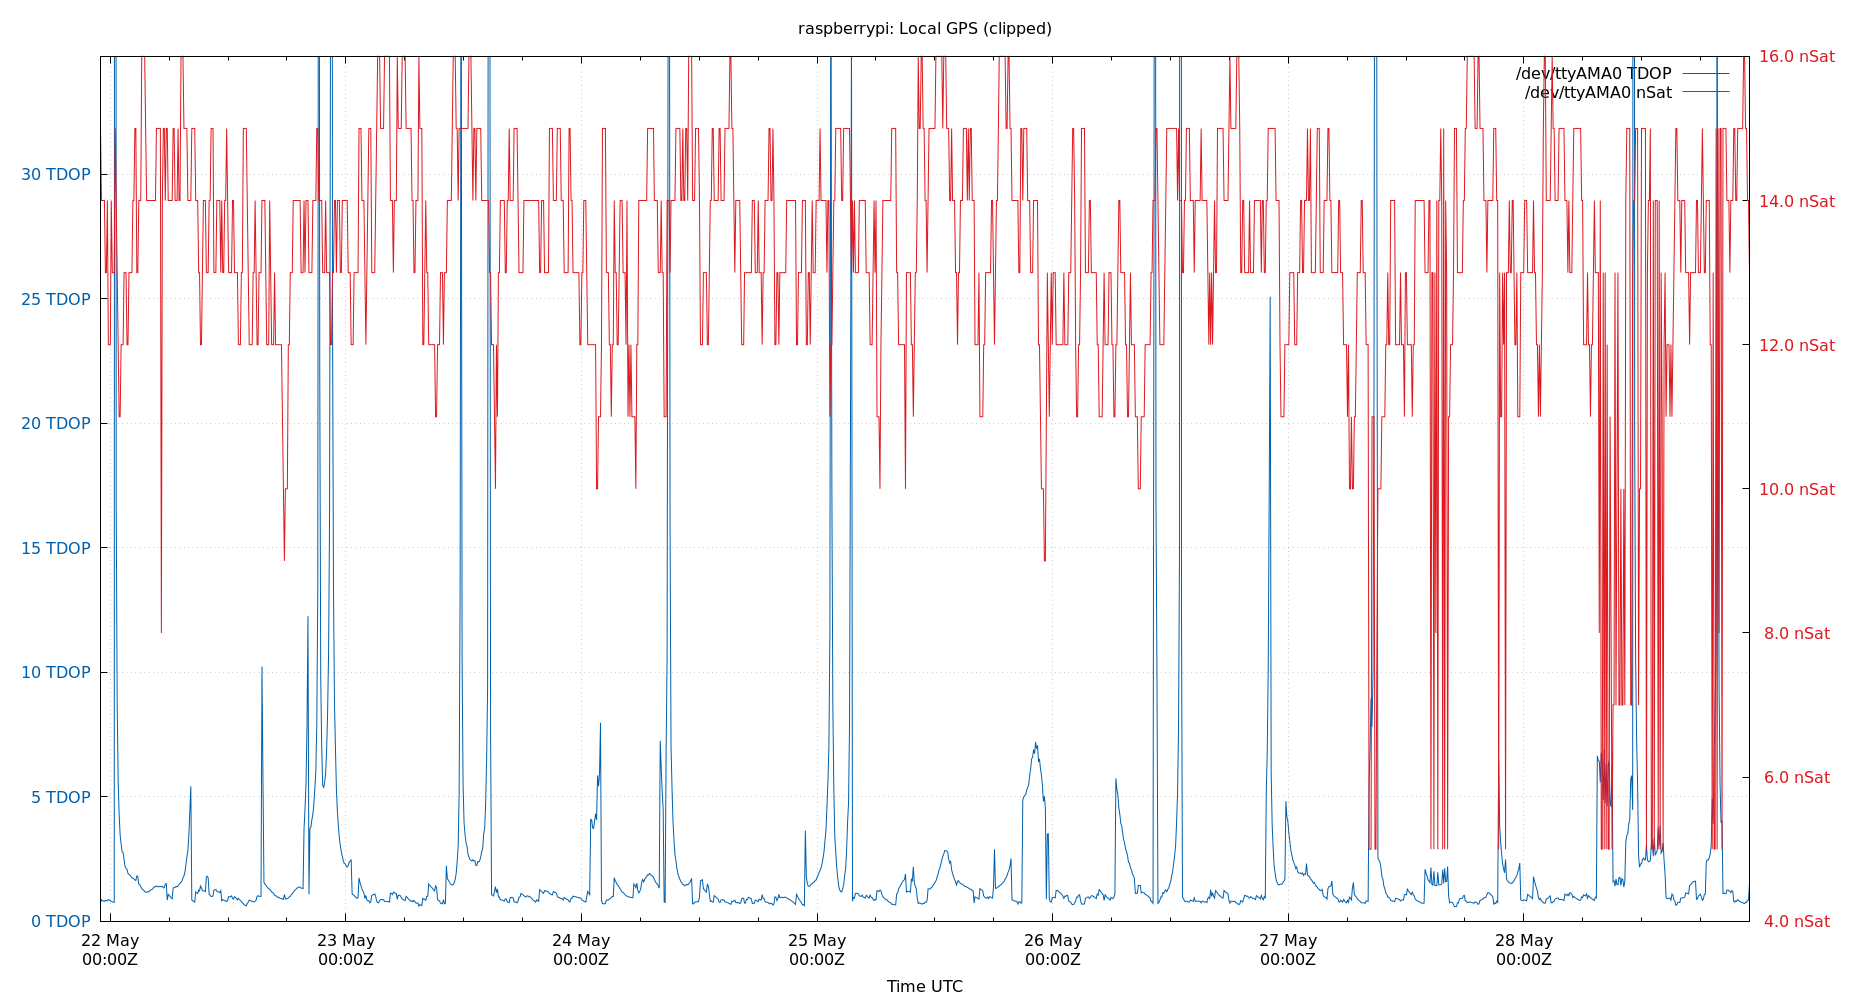 raspberrypi: Local GPS (clipped)
/dev/ttyAMA0 TDOP
/dev/ttyAMA0 nSat
30 TDOP
25 TDOP
20 TDOP
15 TDOP
10 TDOP
5 TDOP
0 TDOP
16.0 nSat
14.0 nSat
12.0 nSat
10.0 nSat
8.0 nSat
6.0 nSat
4.0 nSat
22 May
00:00Z
23 May
00:00Z
24 May
00:00Z
25 May
00:00Z
26 May
00:00Z
27 May
00:00Z
28 May
00:00Z
Time UTC